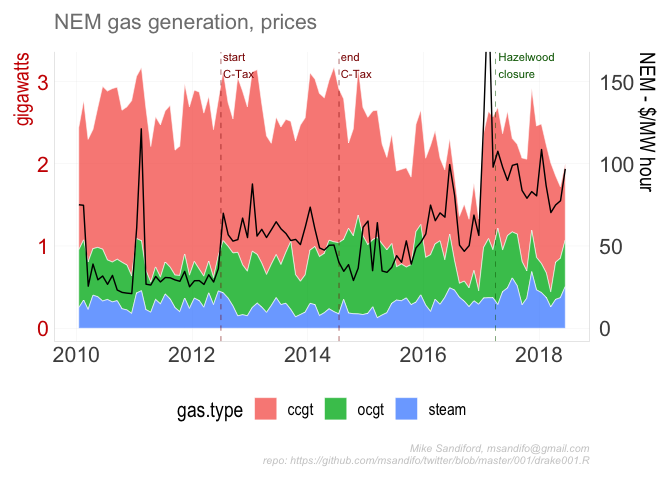 NEM gas generation, prices
gigawatts
NEM - $/MW hour
start
C-Tax
end
C-Tax
Hazelwood
closure
3
2
1
0
150
100
50
0
2010 2012 2014 2016 2018
gas.type ccgt ocgt steam
Mike Sandiford, msandifo@gmail.com
repo: https://github.com/msandifo/twitter/blob/master/001/drake001.R